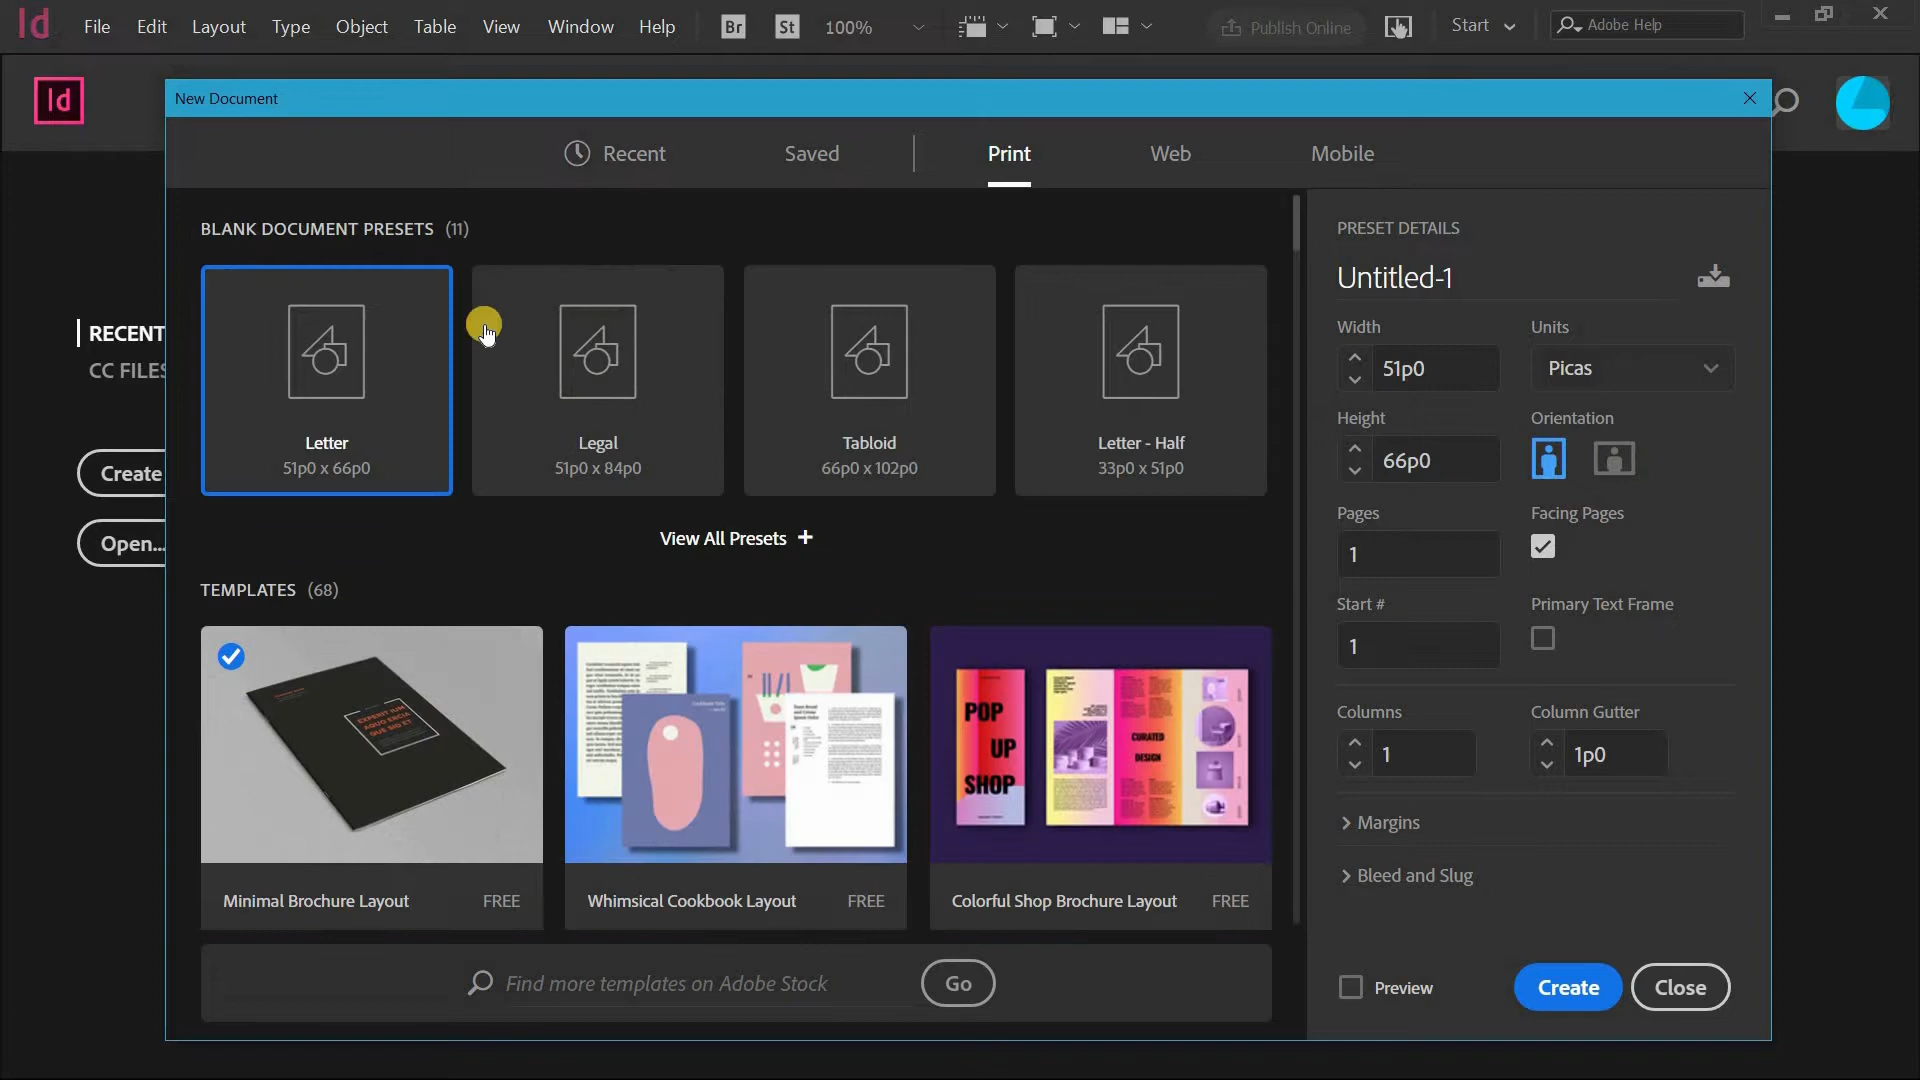 Id File Edit Layout Type Object Table View Window Help Br St 100% Publish Online Start Adobe Help
Id
New Document
Recent Saved Print Web Mobile
BLANK DOCUMENT PRESETS (11)
Letter
51p0 x 66p0
Legal
51p0 x 84p0
Tabloid
66p0 x 102p0
Letter - Half
33p0 x 51p0
View All Presets +
TEMPLATES (68)
POP
UP
SHOP
CURATED
DESIGN
Minimal Brochure Layout FREE
Whimsical Cookbook Layout FREE
Colorful Shop Brochure Layout FREE
Find more templates on Adobe Stock Go
RECENT
CC FILES
Create
Open...
PRESET DETAILS
Untitled-1
Width Units
51p0 Picas
Height Orientation
66p0
Pages Facing Pages
1
Start # Primary Text Frame
1
Columns Column Gutter
1 1p0
Margins
Bleed and Slug
Preview Create Close